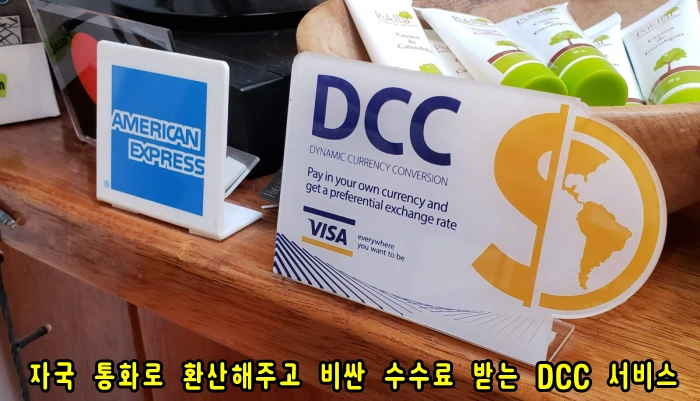 AMERICAN
EXPRESS
®
DCC
DYNAMIC CURRENCY CONVERSION
Pay in your own currency and
get a preferential exchange rate
VISA
everywhere
you want to be
자국 통화로 환산해주고 비싼 수수료 받는 DCC 서비스